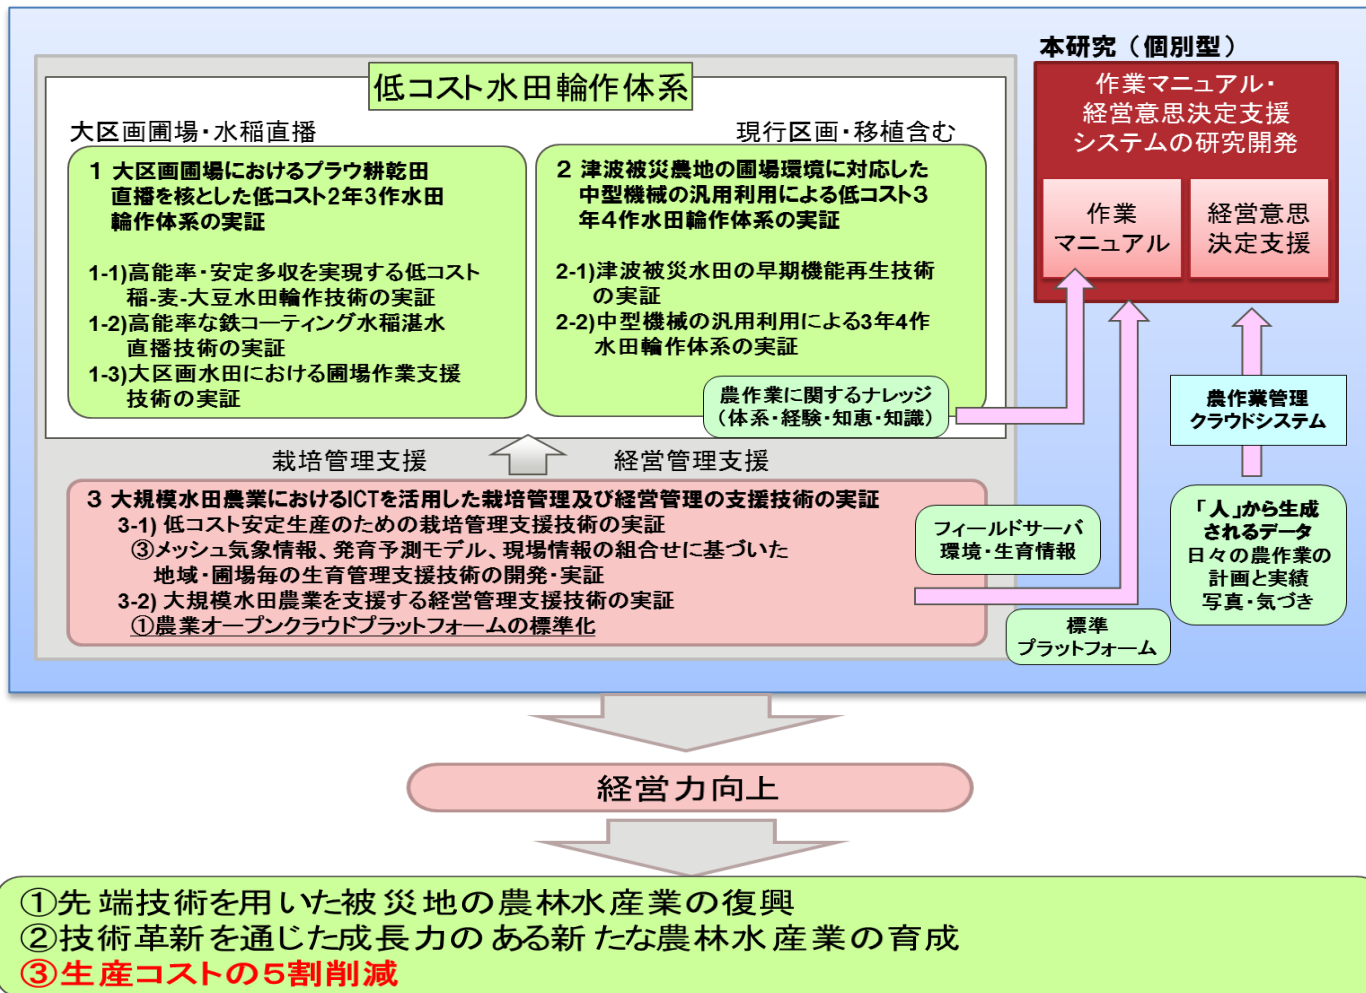 本研究（個別型）
低コスト水田輪作体系
大区画圃場・水稲直播
現行区画・移植含む
1 大区画圃場におけるプラウ耕乾田
直播を核とした低コスト2年3作水田
輪作体系の実証
1-1)高能率・安定多収を実現する低コスト
稲-麦-大豆水田輪作技術の実証
1-2)高能率な鉄コーティング水稲湛水
直播技術の実証
1-3)大区画水田における圃場作業支援
技術の実証
2 津波被災農地の圃場環境に対応した
中型機械の汎用利用による低コスト3
年4作水田輪作体系の実証
2-1)津波被災水田の早期機能再生技術
の実証
2-2)中型機械の汎用利用による3年4作
水田輪作体系の実証
農作業に関するナレッジ
（体系・経験・知恵・知識）
作業マニュアル・
経営意思決定支援
システムの研究開発
作業
マニュアル
経営意思
決定支援
農作業管理
クラウドシステム
「人」から生成
されるデータ
日々の農作業の
計画と実績
写真・気づき
栽培管理支援
経営管理支援
3 大規模水田農業におけるICTを活用した栽培管理及び経営管理の支援技術の実証
3-1) 低コスト安定生産のための栽培管理支援技術の実証
③メッシュ気象情報、発育予測モデル、現場情報の組合せに基づいた
地域・圃場毎の生育管理支援技術の開発・実証
3-2) 大規模水田農業を支援する経営管理支援技術の実証
①農業オープンクラウドプラットフォームの標準化
フィールドサーバ
環境・生育情報
標準
プラットフォーム
経営力向上
①先端技術を用いた被災地の農林水産業の復興
②技術革新を通じた成長力のある新たな農林水産業の育成
③生産コストの5割削減